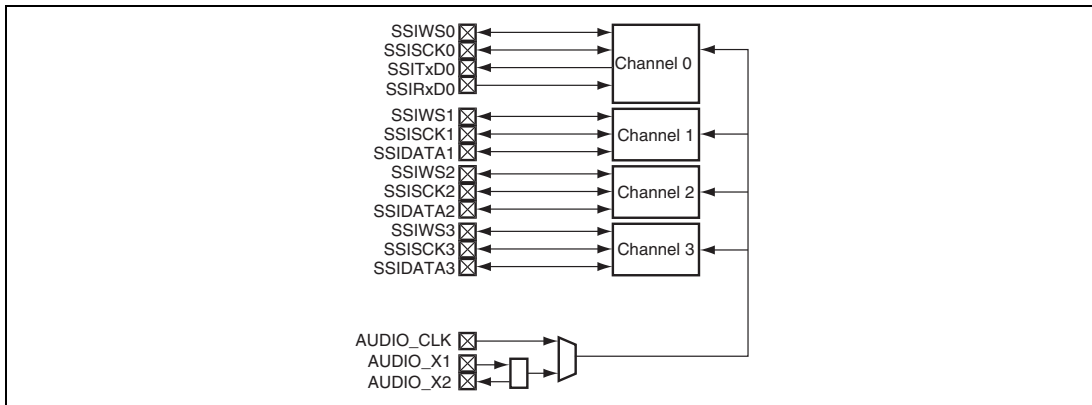 SSIWS0
SSISCK0
SSITxD0
SSIRxD0
Channel 0
SSIWS1
SSISCK1
SSIDATA1
Channel 1
SSIWS2
SSISCK2
SSIDATA2
Channel 2
SSIWS3
SSISCK3
SSIDATA3
Channel 3
AUDIO_CLK
AUDIO_X1
AUDIO_X2